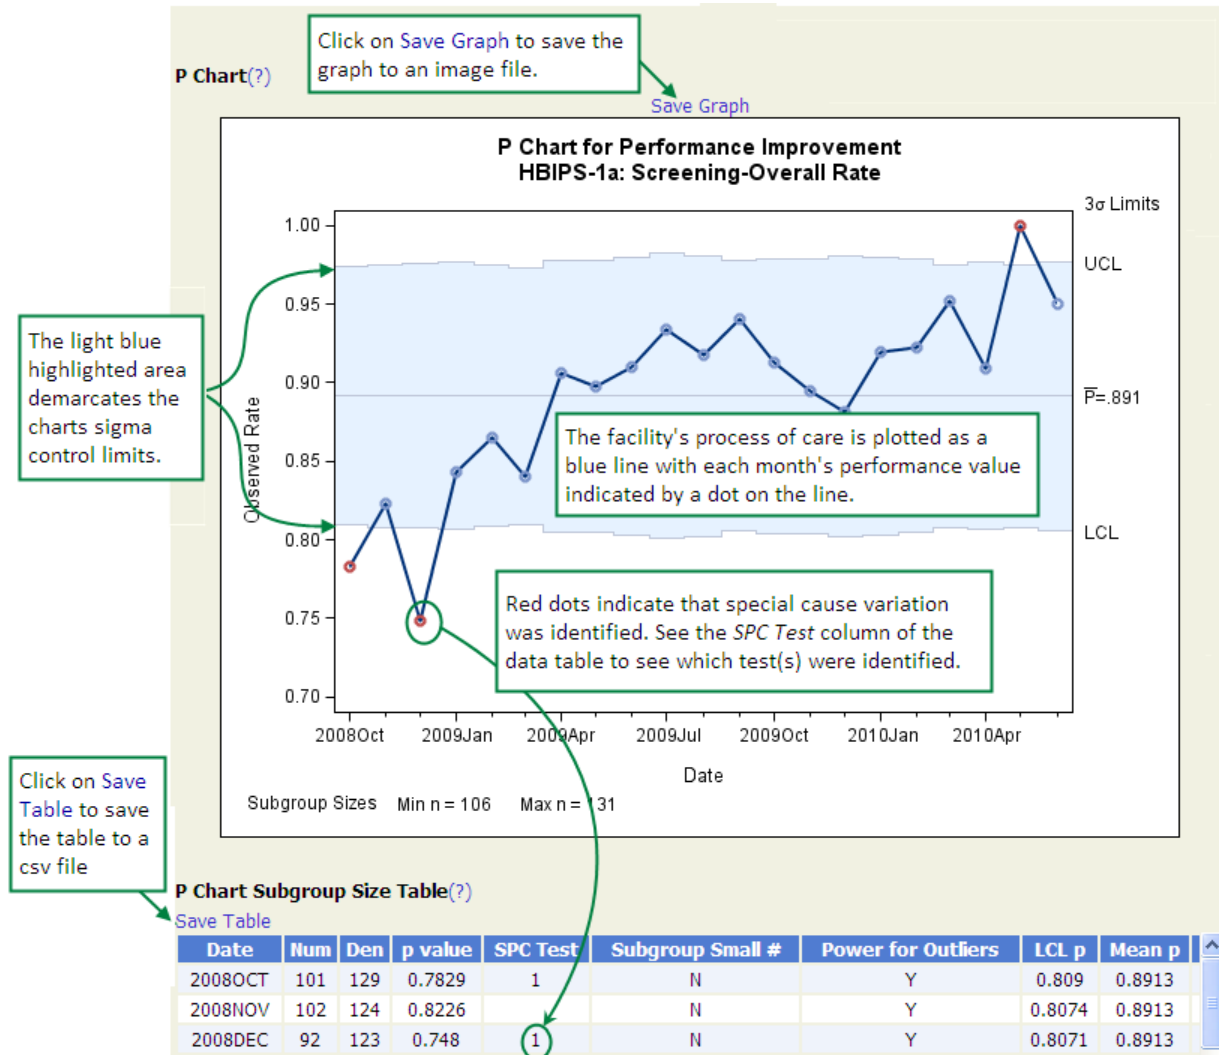 Click on Save Graph to save the
graph to an image file.
P Chart(?)
Save Graph
P Chart for Performance Improvement
HBIPS-1a: Screening-Overall Rate
3σ Limits
1.00
UCL
0.95
The light blue
highlighted area
demarcates the
charts sigma
control limits.
0.90
P̅=.891
Observed Rate
The facility's process of care is plotted as a
blue line with each month's performance value
indicated by a dot on the line.
0.85
0.80
LCL
Red dots indicate that special cause variation
was identified. See the SPC Test column of the
data table to see which test(s) were identified.
0.75
0.70
2008Oct 2009Jan 2009Apr 2009Jul 2009Oct 2010Jan 2010Apr
Date
Click on Save
Table to save
the table to a
csv file
Subgroup Sizes Min n = 106 Max n = 131
P Chart Subgroup Size Table(?)
Save Table
Date Num Den p value SPC Test Subgroup Small # Power for Outliers LCL p Mean p
2008OCT 101 129 0.7829 1 N Y 0.809 0.8913
2008NOV 102 124 0.8226 N Y 0.8074 0.8913
2008DEC 92 123 0.748 1 N Y 0.8071 0.8913